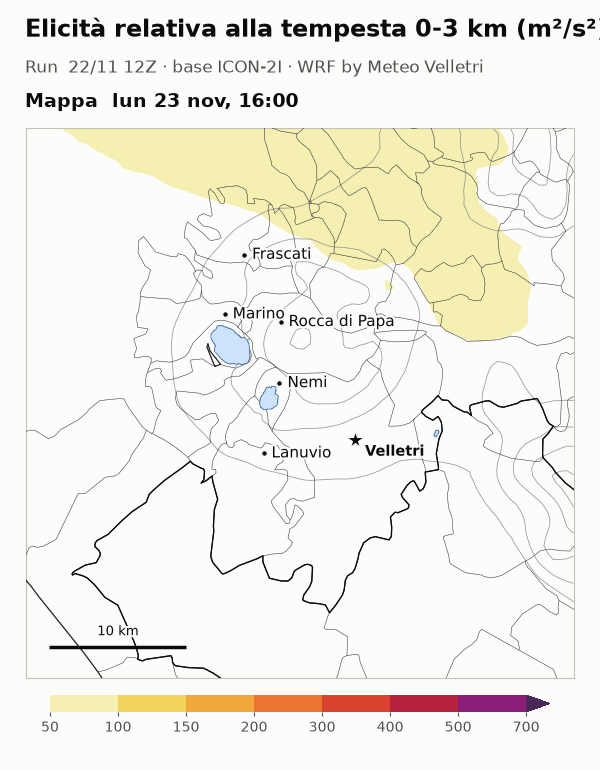 Elicità relativa alla tempesta 0-3 km (m²/s²)
Run  22/11 12Z · base ICON-2I · WRF by Meteo Velletri
Mappa  lun 23 nov, 16:00
Frascati
Marino
Rocca di Papa
Nemi
Lanuvio
Velletri
10 km
50 100 150 200 300 400 500 700